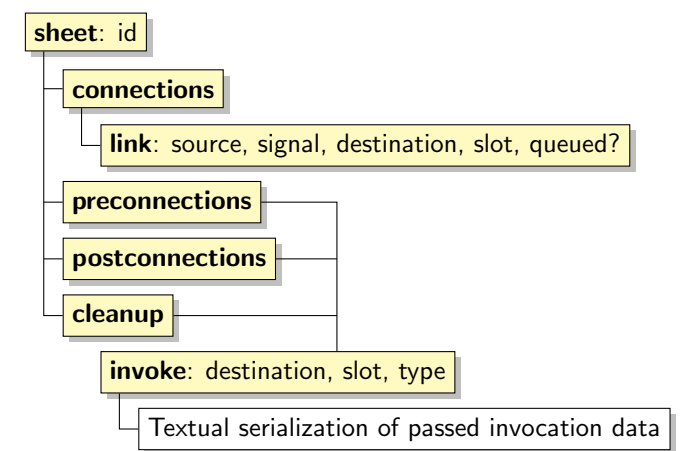 sheet: id
connections
link: source, signal, destination, slot, queued?
preconnections
postconnections
cleanup
invoke: destination, slot, type
Textual serialization of passed invocation data